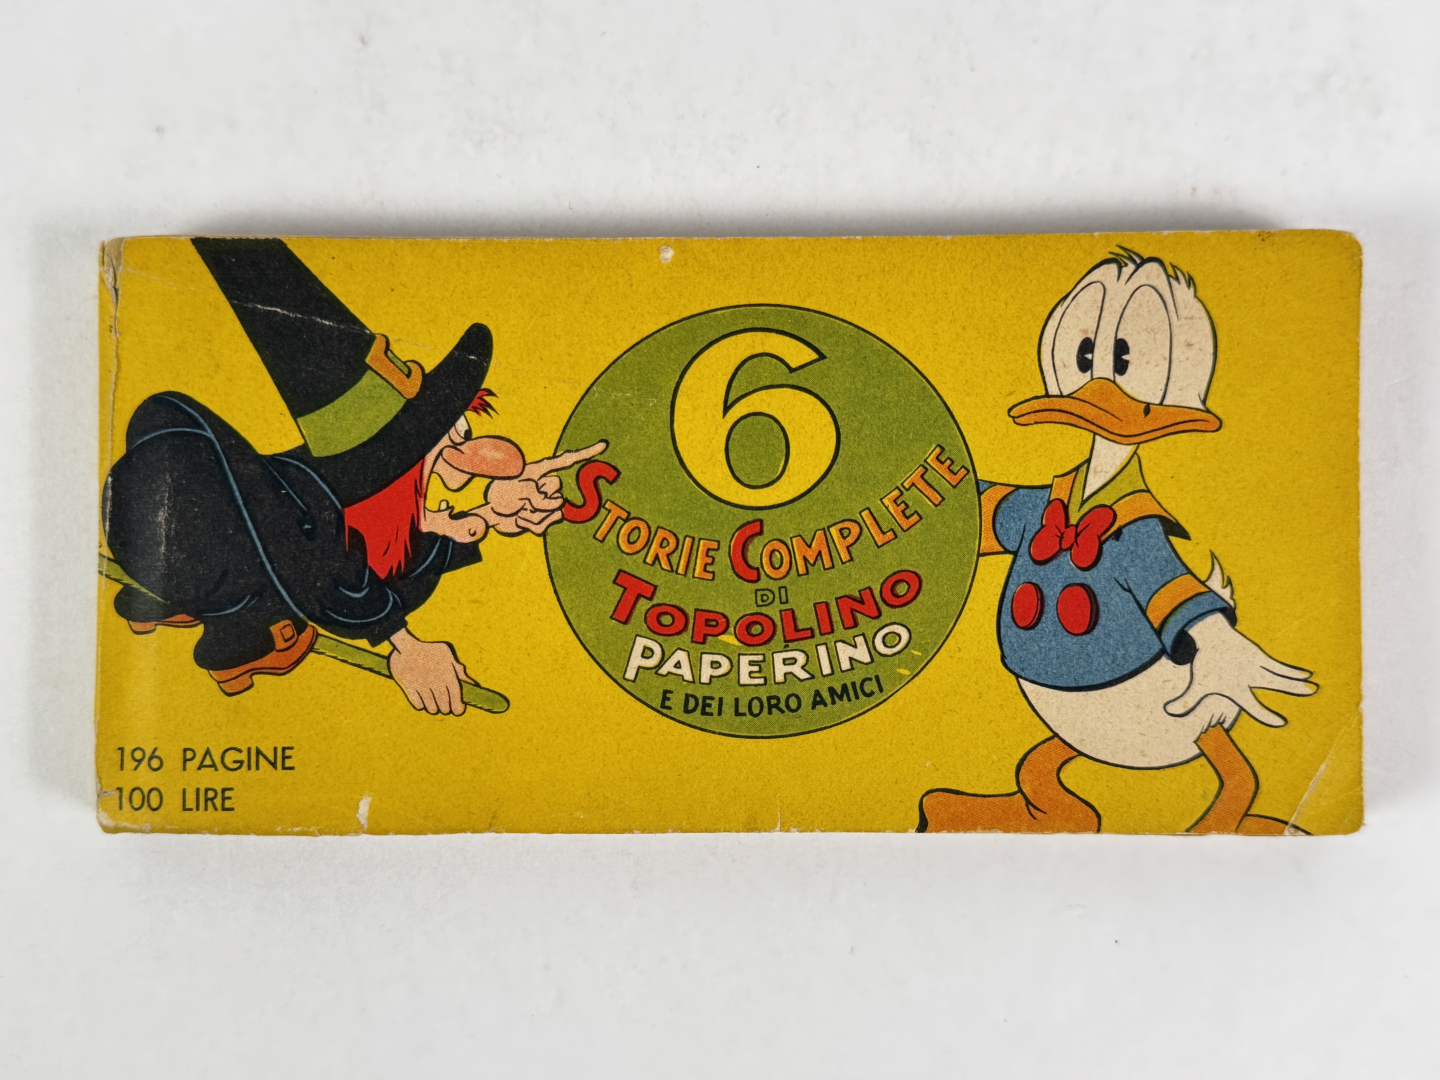 6
STORIE COMPLETE
DI
TOPOLINO
PAPERINO
E DEI LORO AMICI
196 PAGINE
100 LIRE